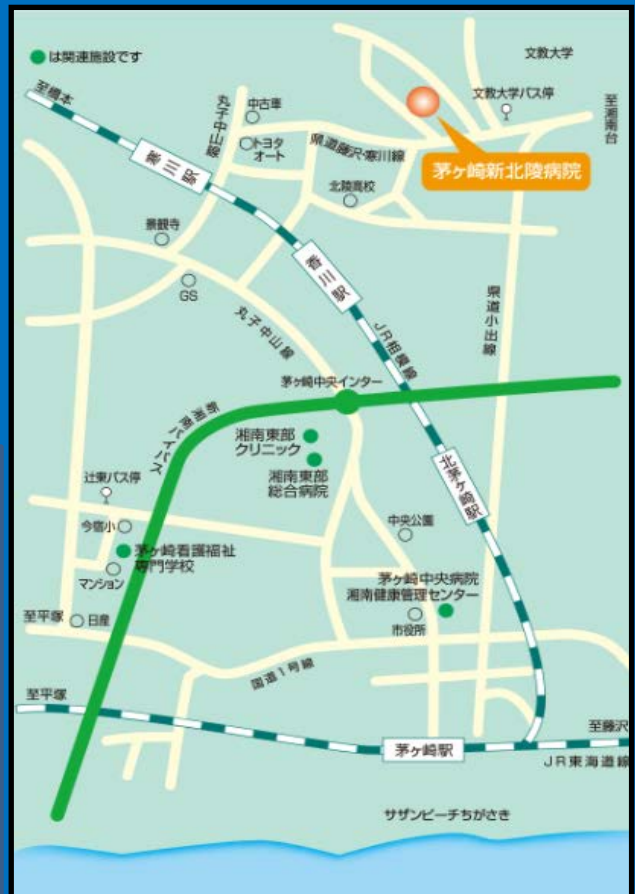 ●は関連施設です
文教大学
至橋本
中古車
丸子中山線
文教大学バス停
至湘南台
トヨタ
オート
県道藤沢・寒川線
寒川駅
茅ヶ崎新北陵病院
北陵高校
景観寺
香川駅
GS
丸子中山線
県道小出線
JR相模線
茅ヶ崎中央インター
新湘南バイパス
湘南東部
クリニック
湘南東部
総合病院
北茅ヶ崎駅
辻東バス停
中央公園
今宿小
茅ヶ崎看護福祉
専門学校
マンション
茅ヶ崎中央病院
湘南健康管理センター
至平塚
日産
市役所
国道1号線
至平塚
至藤沢
茅ヶ崎駅
JR東海道線
サザンビーチちがさき